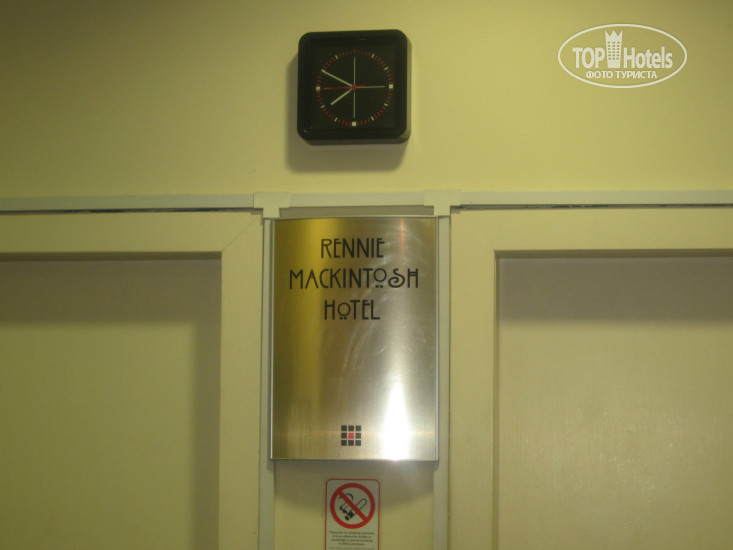 TOP Hotels
ФОТО ТУРИСТА
RENNIE
MACKINTOSH
HOTEL